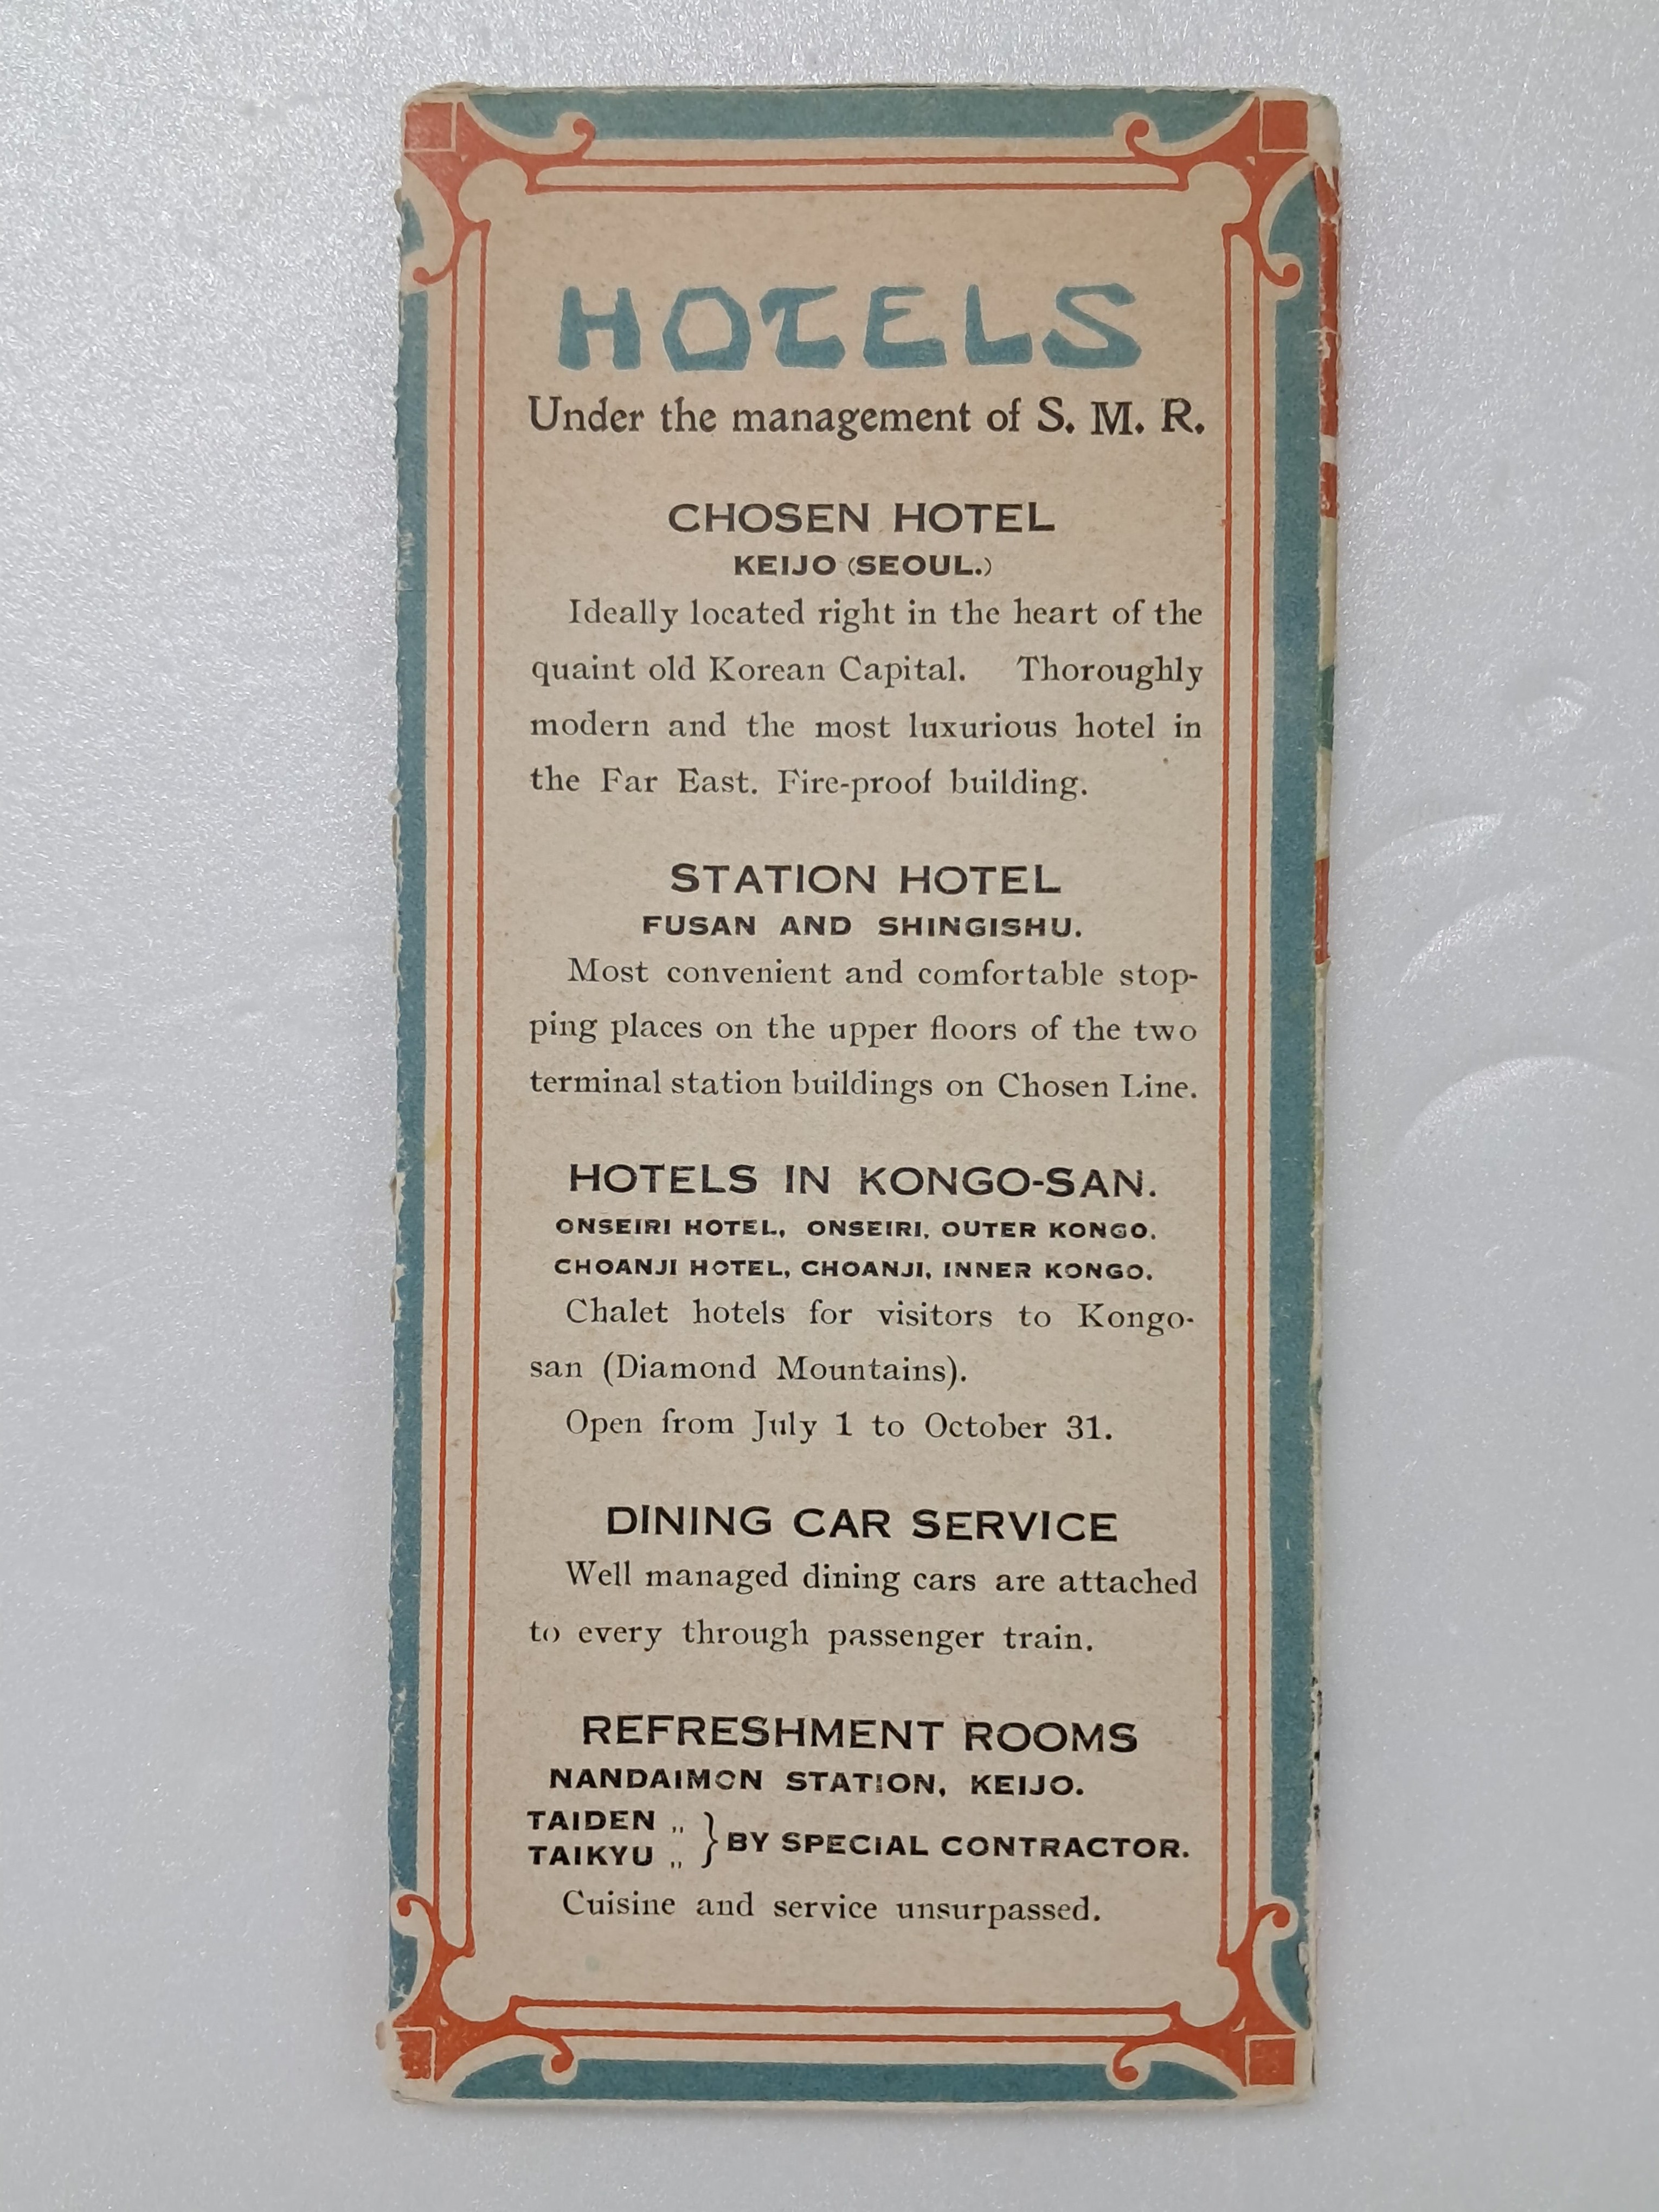 HOTELS
Under the management of S. M. R.
CHOSEN HOTEL
KEIJO (SEOUL.)
Ideally located right in the heart of the
quaint old Korean Capital. Thoroughly
modern and the most luxurious hotel in
the Far East. Fire-proof building.
STATION HOTEL
FUSAN AND SHINGISHU.
Most convenient and comfortable stop-
ping places on the upper floors of the two
terminal station buildings on Chosen Line.
HOTELS IN KONGO-SAN.
ONSEIRI HOTEL, ONSEIRI, OUTER KONGO.
CHOANJI HOTEL, CHOANJI, INNER KONGO.
Chalet hotels for visitors to Kongo-
san (Diamond Mountains).
Open from July 1 to October 31.
DINING CAR SERVICE
Well managed dining cars are attached
to every through passenger train.
REFRESHMENT ROOMS
NANDAIMON STATION, KEIJO.
TAIDEN „
TAIKYU „ } BY SPECIAL CONTRACTOR.
Cuisine and service unsurpassed.